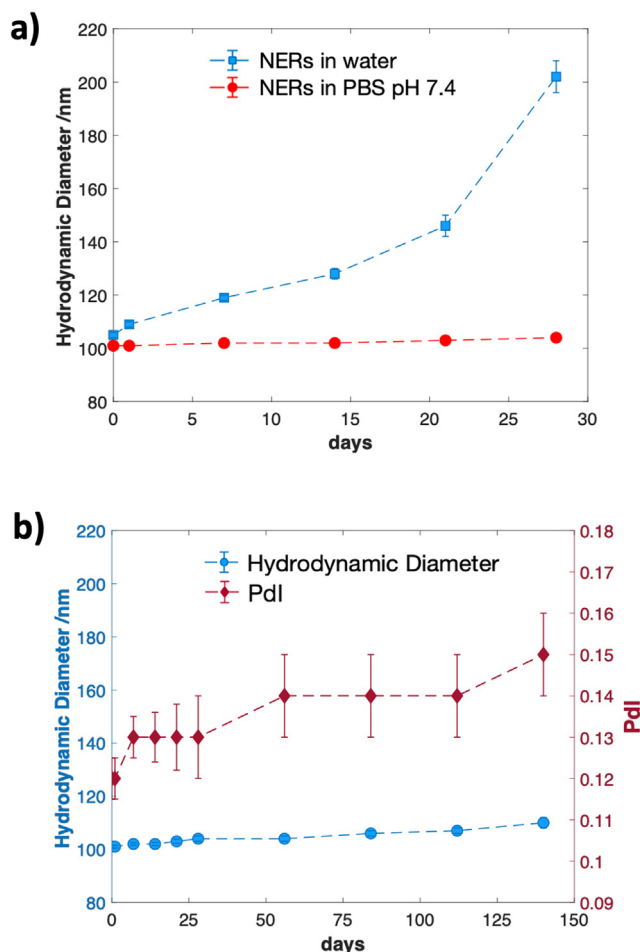 a)
220
200
180
160
140
120
100
80
Hydrodynamic Diameter /nm
NERs in water
NERs in PBS pH 7.4
0 5 10 15 20 25 30
days
b)
220
200
180
160
140
120
100
80
Hydrodynamic Diameter /nm
Hydrodynamic Diameter
PdI
0.18
0.17
0.16
0.15
0.14
0.13
0.12
0.11
0.1
0.09
PdI
0 25 50 75 100 125 150
days